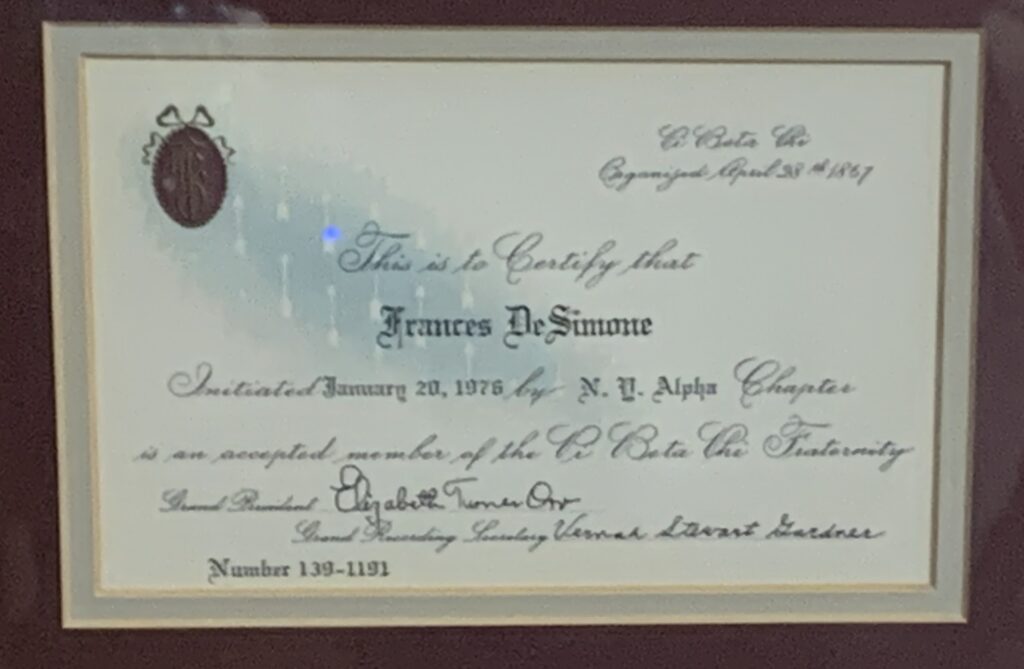 Pi Beta Phi
Organized April 28th 1867
This is to Certify that
Frances DeSimone
Initiated January 20, 1976 by N. Y. Alpha Chapter
is an accepted member of the Pi Beta Phi Fraternity
Grand President Elizabeth Turner Orr
Grand Recording Secretary Vernah Stewart Gardner
Number 139-1191